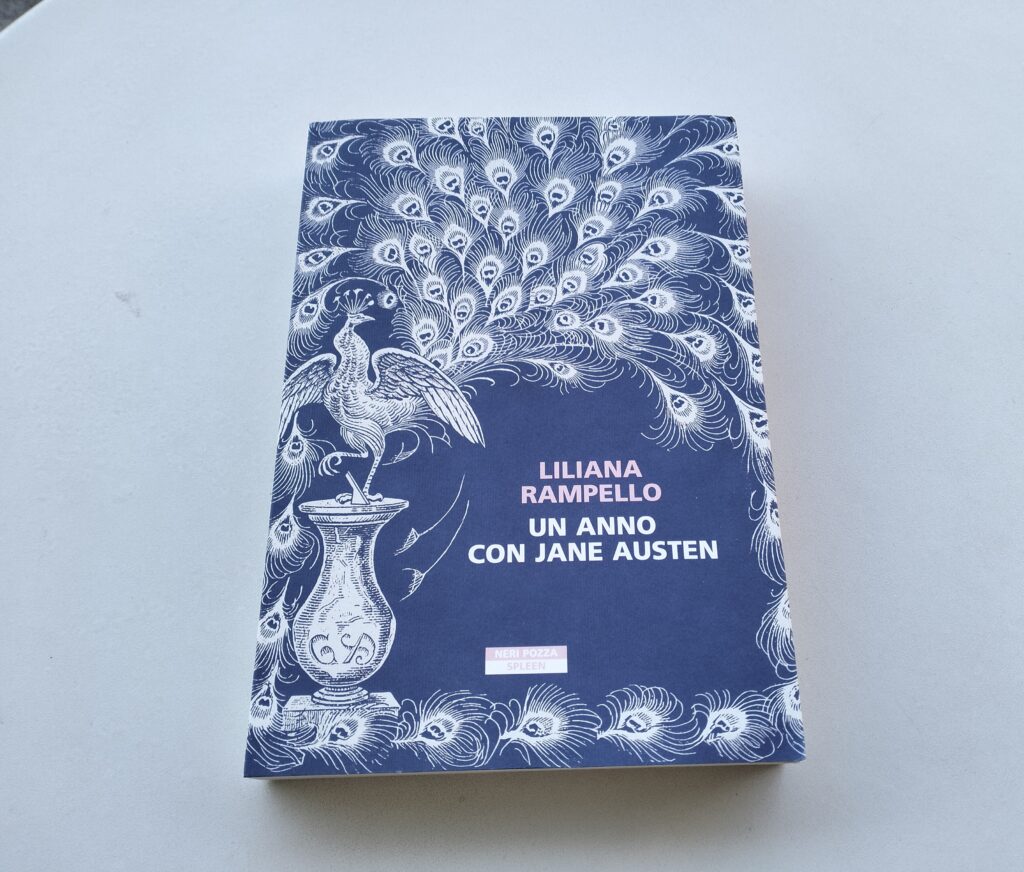 LILIANA
RAMPELLO
UN ANNO
CON JANE AUSTEN
NERI POZZA
SPLEEN